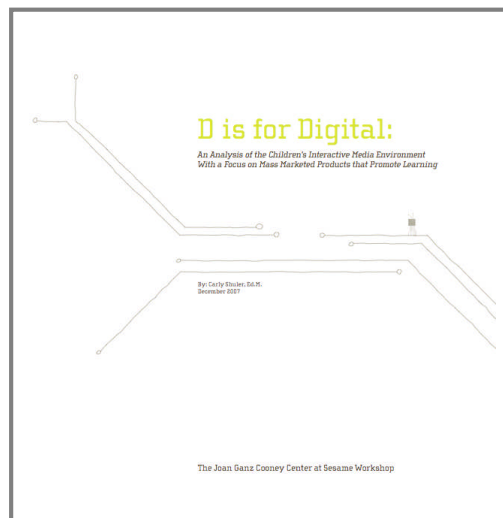 D is for Digital:
An Analysis of the Children's Interactive Media Environment
With a Focus on Mass Marketed Products that Promote Learning
By: Carly Shuler, Ed.M.
December 2007
The Joan Ganz Cooney Center at Sesame Workshop